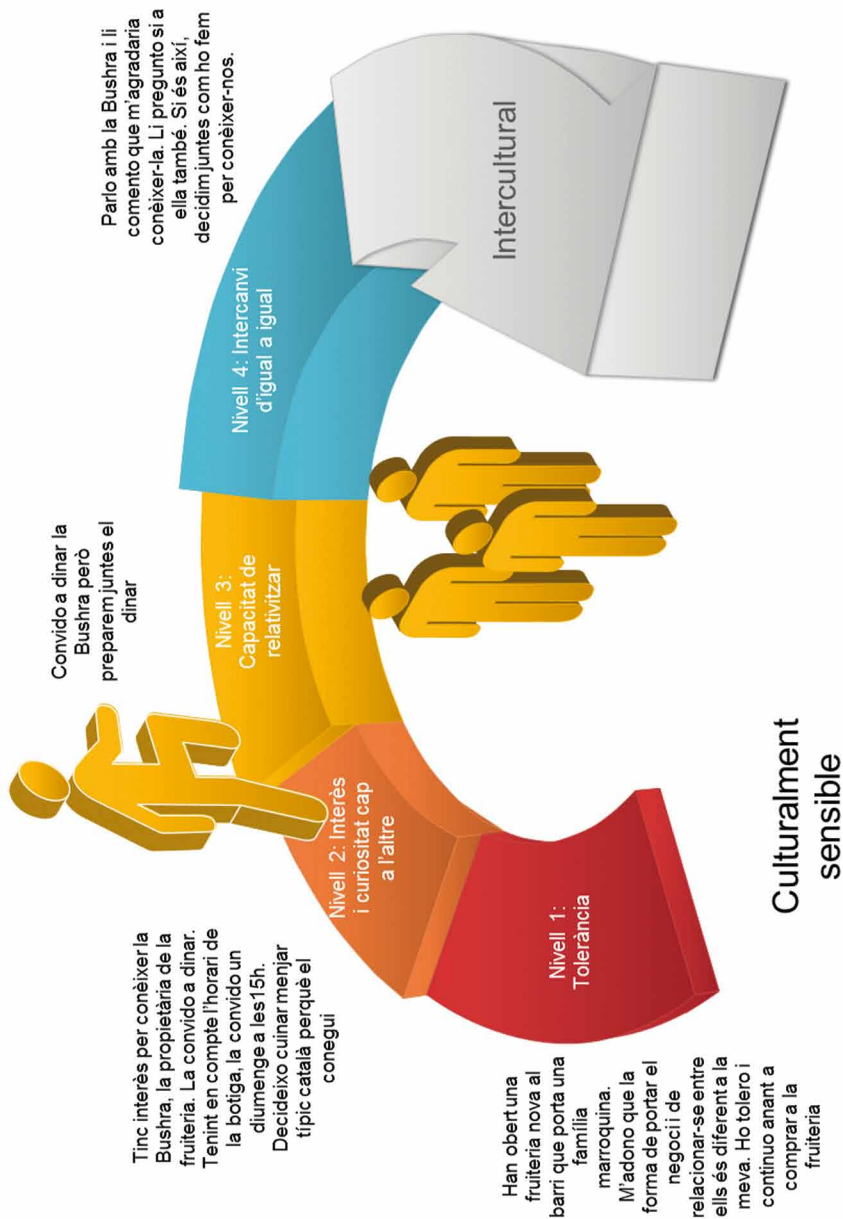 Han obert una
fruiteria nova al
barri que porta una
família
marroquina.
M'adono que la
forma de portar el
negoci i de
relacionar-se entre
ells és diferent a la
meva. Ho tolero i
continuo anant a
comprar a la
fruiteria
Nivell 1:
Tolerància
Tinc interès per conèixer la
Bushra, la propietària de la
fruiteria. La convido a dinar.
Tenint en compte l'horari de
la botiga, la convido un
diumenge a les 15h.
Decideixo cuinar menjar
típic català perquè el
conegui
Nivell 2: Interès
i curiositat cap
a l'altre
Convido a dinar la
Bushra però
preparem juntes el
dinar
Nivell 3:
Capacitat de
relativitzar
Parlo amb la Bushra i li
comento que m'agradaria
conèixer-la. Li pregunto si a
ella també. Si és així,
decidim juntes com ho fem
per conèixer-nos.
Nivell 4: Intercanvi
d'igual a igual
Intercultural
Culturalment
sensible